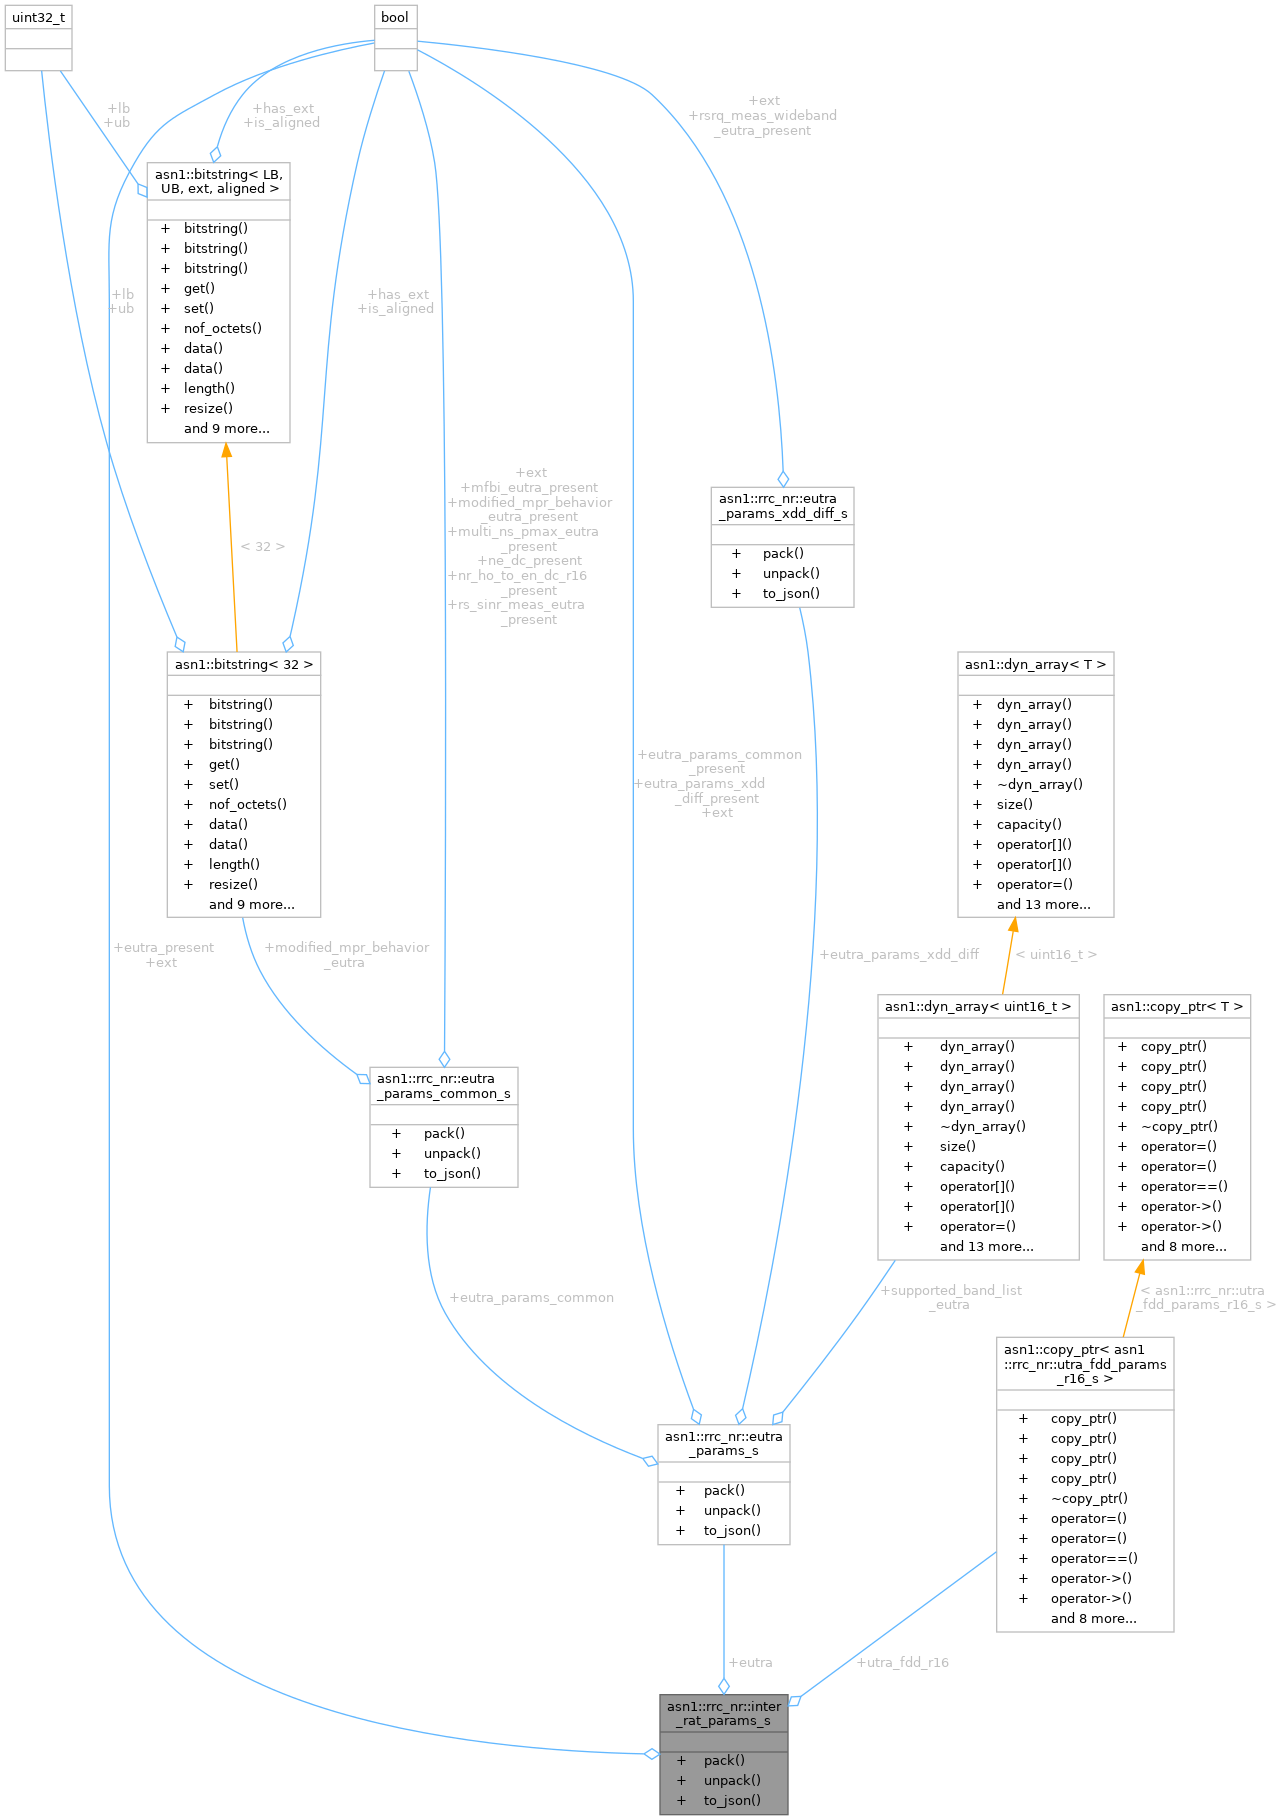 uint32_t
bool
+lb
+ub
+has_ext
+is_aligned
+ext
+rsrq_meas_wideband
_eutra_present
asn1::bitstring< LB,
UB, ext, aligned >
+ bitstring()
+ bitstring()
+ bitstring()
+ get()
+ set()
+ nof_octets()
+ data()
+ data()
+ length()
+ resize()
and 9 more...
+lb
+ub
+has_ext
+is_aligned
< 32 >
+ext
+mfbi_eutra_present
+modified_mpr_behavior
_eutra_present
+multi_ns_pmax_eutra
_present
+ne_dc_present
+nr_ho_to_en_dc_r16
_present
+rs_sinr_meas_eutra
_present
asn1::rrc_nr::eutra
_params_xdd_diff_s
+ pack()
+ unpack()
+ to_json()
asn1::bitstring< 32 >
+ bitstring()
+ bitstring()
+ bitstring()
+ get()
+ set()
+ nof_octets()
+ data()
+ data()
+ length()
+ resize()
and 9 more...
+eutra_params_common
_present
+eutra_params_xdd
_diff_present
+ext
asn1::dyn_array< T >
+ dyn_array()
+ dyn_array()
+ dyn_array()
+ dyn_array()
+ ~dyn_array()
+ size()
+ capacity()
+ operator[]()
+ operator[]()
+ operator=()
and 13 more...
+eutra_present
+ext
+modified_mpr_behavior
_eutra
+eutra_params_xdd_diff
< uint16_t >
asn1::rrc_nr::eutra
_params_common_s
+ pack()
+ unpack()
+ to_json()
asn1::dyn_array< uint16_t >
+ dyn_array()
+ dyn_array()
+ dyn_array()
+ dyn_array()
+ ~dyn_array()
+ size()
+ capacity()
+ operator[]()
+ operator[]()
+ operator=()
and 13 more...
asn1::copy_ptr< T >
+ copy_ptr()
+ copy_ptr()
+ copy_ptr()
+ copy_ptr()
+ ~copy_ptr()
+ operator=()
+ operator=()
+ operator==()
+ operator->()
+ operator->()
and 8 more...
+eutra_params_common
+supported_band_list
_eutra
< asn1::rrc_nr::utra
_fdd_params_r16_s >
asn1::copy_ptr< asn1
::rrc_nr::utra_fdd_params
_r16_s >
+ copy_ptr()
+ copy_ptr()
+ copy_ptr()
+ copy_ptr()
+ ~copy_ptr()
+ operator=()
+ operator=()
+ operator==()
+ operator->()
+ operator->()
and 8 more...
asn1::rrc_nr::eutra
_params_s
+ pack()
+ unpack()
+ to_json()
+eutra
+utra_fdd_r16
asn1::rrc_nr::inter
_rat_params_s
+ pack()
+ unpack()
+ to_json()